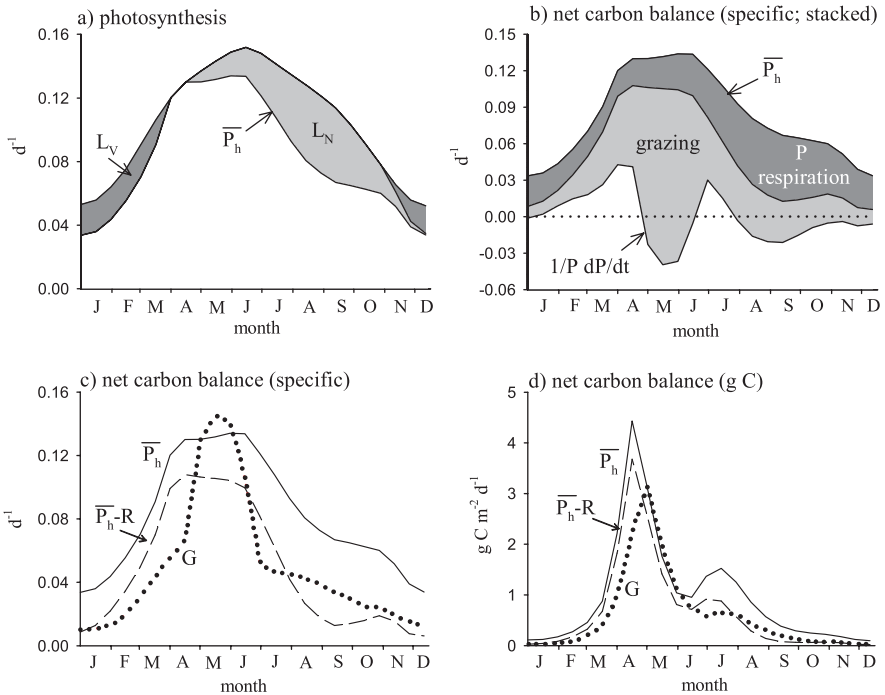 a) photosynthesis
0.16
0.12
0.08
0.04
0.00
d⁻¹
L_V
P̅_h
L_N
J F M A M J J A S O N D
month
b) net carbon balance (specific; stacked)
0.15
0.12
0.09
0.06
0.03
0.00
-0.03
-0.06
d⁻¹
P̅_h
grazing
P
respiration
1/P dP/dt
J F M A M J J A S O N D
month
c) net carbon balance (specific)
0.16
0.12
0.08
0.04
0.00
d⁻¹
P̅_h
P̅_h-R
G
J F M A M J J A S O N D
month
d) net carbon balance (g C)
5
4
3
2
1
0
g C m⁻² d⁻¹
P̅_h
P̅_h-R
G
J F M A M J J A S O N D
month